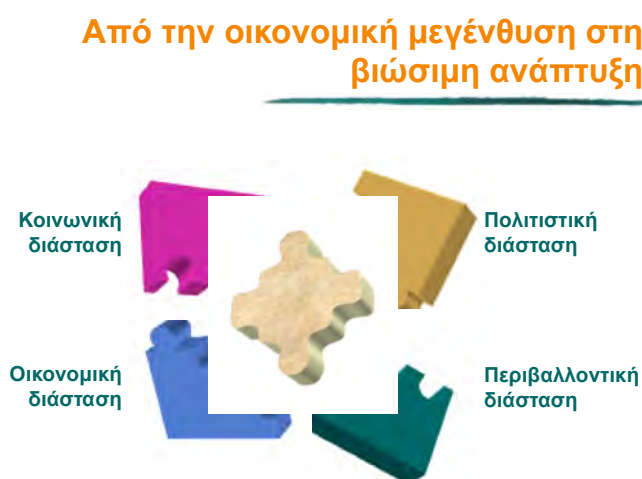 Από την οικονομική μεγένθυση στη
βιώσιμη ανάπτυξη
Κοινωνική
διάσταση
Πολιτιστική
διάσταση
Οικονομική
διάσταση
Περιβαλλοντική
διάσταση